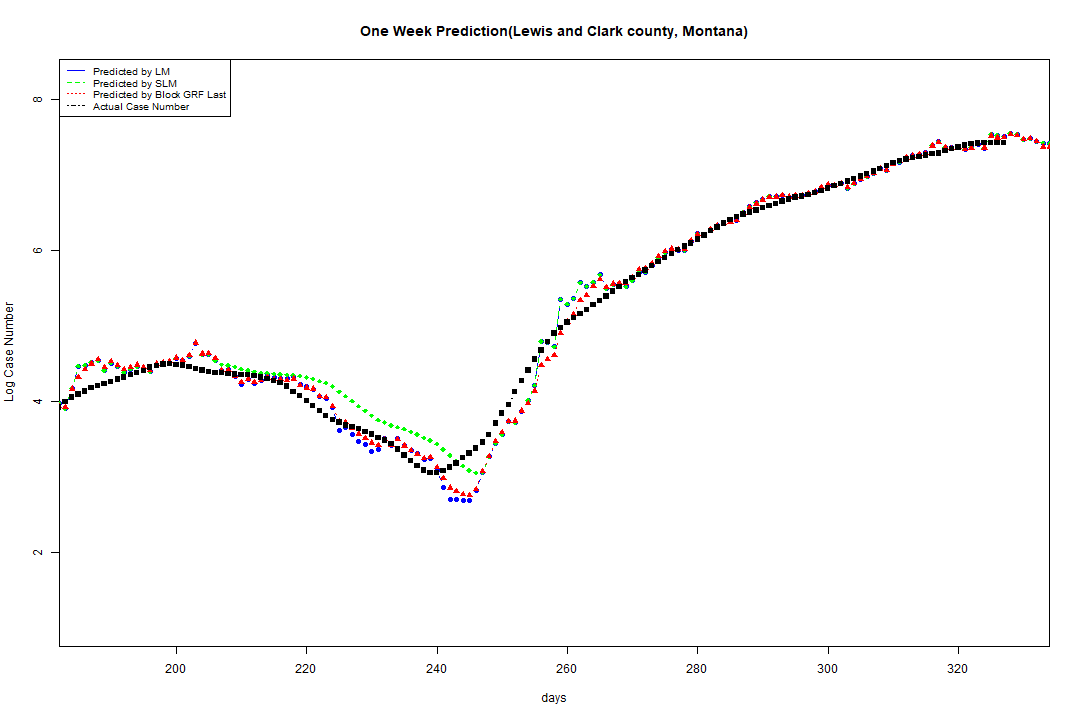 One Week Prediction(Lewis and Clark county, Montana)
Predicted by LM
Predicted by SLM
Predicted by Block GRF Last
Actual Case Number
8
6
4
2
Log Case Number
200
220
240
260
280
300
320
days